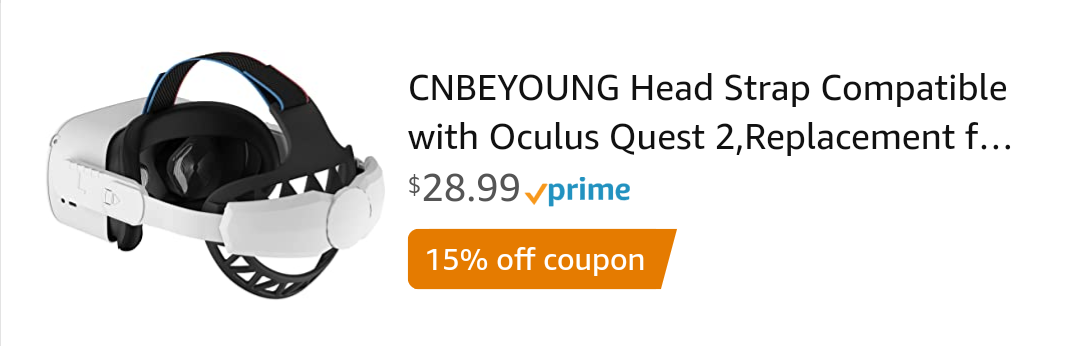 CNBEYOUNG Head Strap Compatible
with Oculus Quest 2,Replacement f...
$28.99 prime
15% off coupon